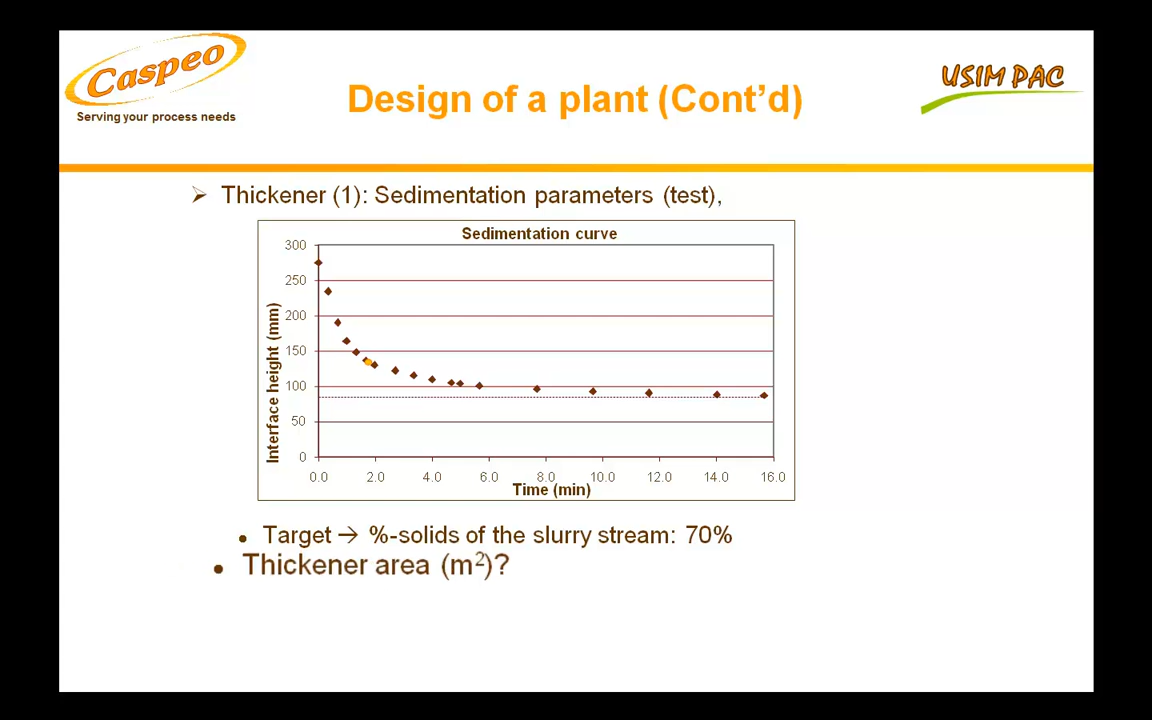 Caspeo
Serving your process needs
Design of a plant (Cont’d)
USIM PAC
➢ Thickener (1): Sedimentation parameters (test),
Sedimentation curve
Interface height (mm)
300
250
200
150
100
50
0
0.0 2.0 4.0 6.0 8.0 10.0 12.0 14.0 16.0
Time (min)
• Target → %-solids of the slurry stream: 70%
• Thickener area (m²)?